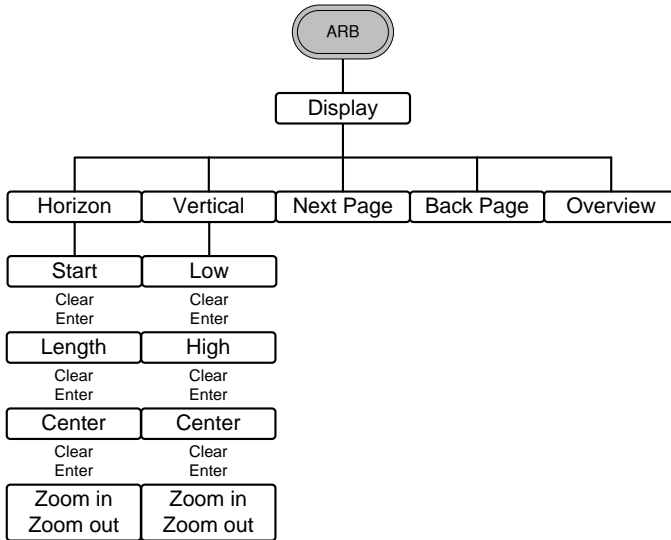 ARB
Display
Horizon Vertical Next Page Back Page Overview
Start Low
Clear Clear
Enter Enter
Length High
Clear Clear
Enter Enter
Center Center
Clear Clear
Enter Enter
Zoom in Zoom in
Zoom out Zoom out